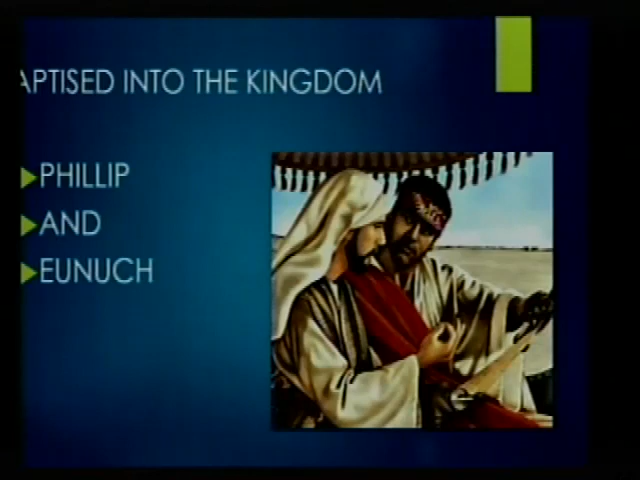 APTISED INTO THE KINGDOM
PHILLIP
AND
EUNUCH